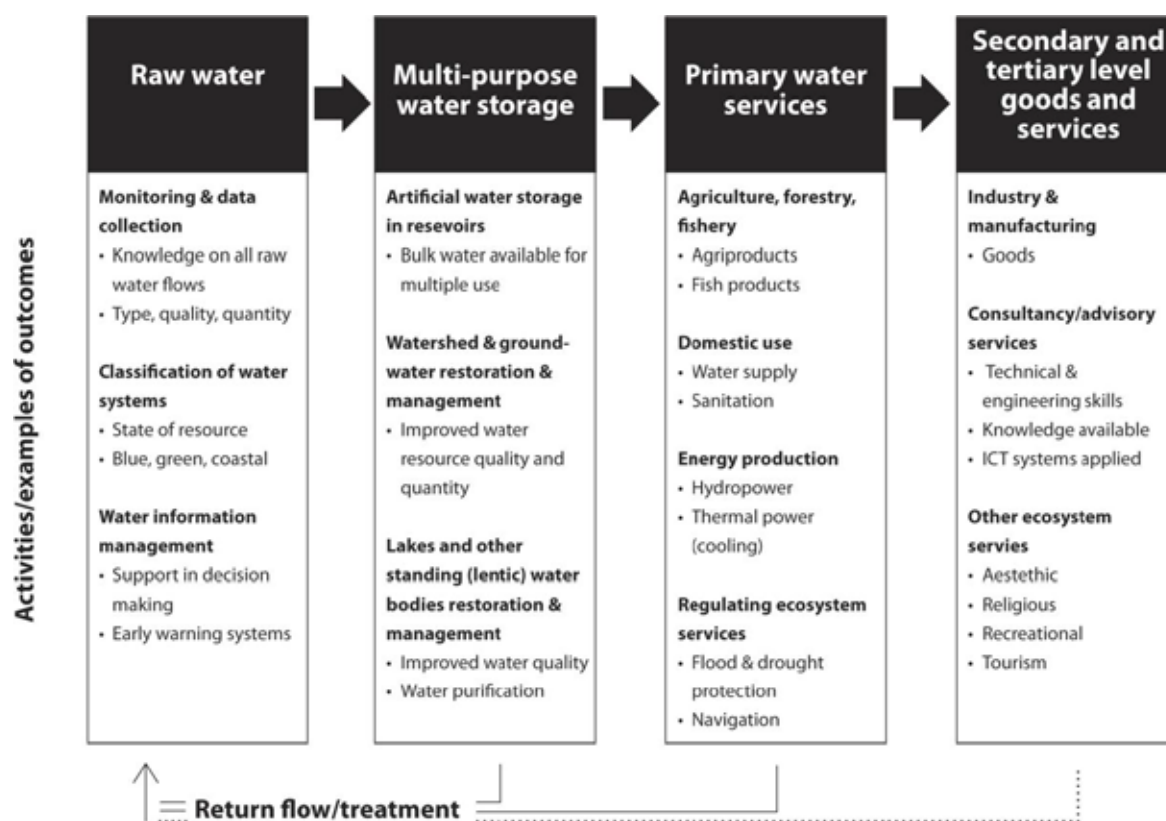 Raw water
Multi-purpose
water storage
Primary water
services
Secondary and
tertiary level
goods and
services
Activities/examples of outcomes
Monitoring & data
collection
• Knowledge on all raw
water flows
• Type, quality, quantity
Classification of water
systems
• State of resource
• Blue, green, coastal
Water information
management
• Support in decision
making
• Early warning systems
Artificial water storage
in resevoirs
• Bulk water available for
multiple use
Watershed & ground-
water restoration &
management
• Improved water
resource quality and
quantity
Lakes and other
standing (lentic) water
bodies restoration &
management
• Improved water quality
• Water purification
Agriculture, forestry,
fishery
• Agriproducts
• Fish products
Domestic use
• Water supply
• Sanitation
Energy production
• Hydropower
• Thermal power
(cooling)
Regulating ecosystem
services
• Flood & drought
protection
• Navigation
Industry &
manufacturing
• Goods
Consultancy/advisory
services
• Technical &
engineering skills
• Knowledge available
• ICT systems applied
Other ecosystem
servies
• Aestethic
• Religious
• Recreational
• Tourism
Return flow/treatment